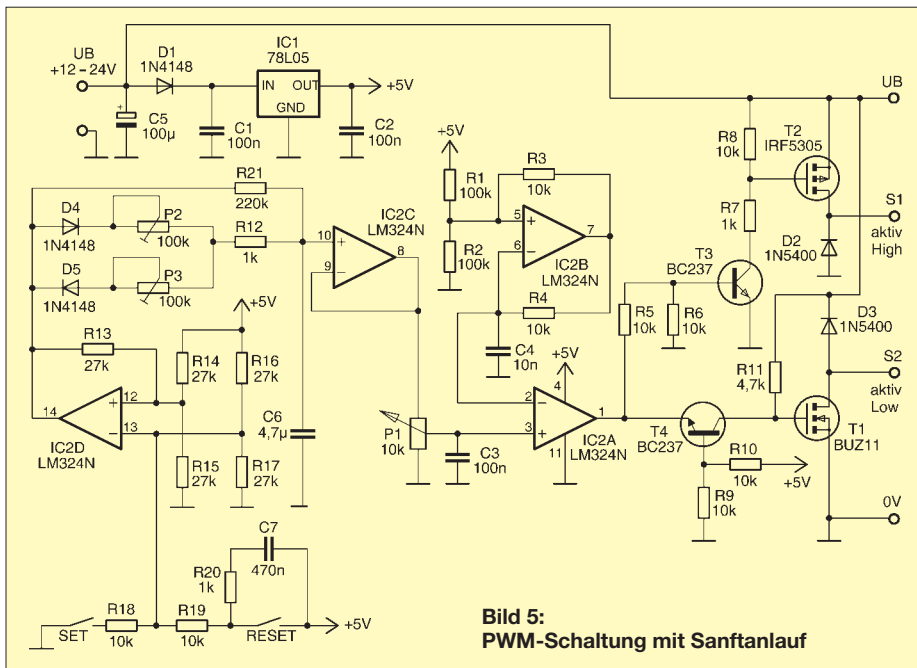 UB
+12–24V
D1
1N4148
IC1
78L05
IN
OUT
GND
+5V
+
C5
100µ
C1
100n
C2
100n
UB
R21
220k
D4
1N4148
P2
100k
R12
1k
D5
1N4148
P3
100k
+5V
R13
27k
R14
27k
R16
27k
14
12
+
13
–
IC2D
LM324N
R15
27k
R17
27k
C6
4,7µ
IC2C
LM324N
10
+
9
–
8
+5V
R1
100k
R2
100k
R3
10k
5
+
6
–
7
IC2B
LM324N
R4
10k
C4
10n
+5V
4
2
–
3
+
1
11
IC2A
LM324N
P1
10k
C3
100n
R8
10k
T2
IRF5305
R7
1k
S1
aktiv
High
D2
1N5400
T3
BC237
R5
10k
R6
10k
D3
1N5400
R11
4,7k
S2
aktiv
Low
T1
BUZ11
T4
BC237
R10
10k
+5V
R9
10k
0V
C7
470n
R20
1k
SET
R18
10k
R19
10k
RESET
+5V
Bild 5:
PWM-Schaltung mit Sanftanlauf